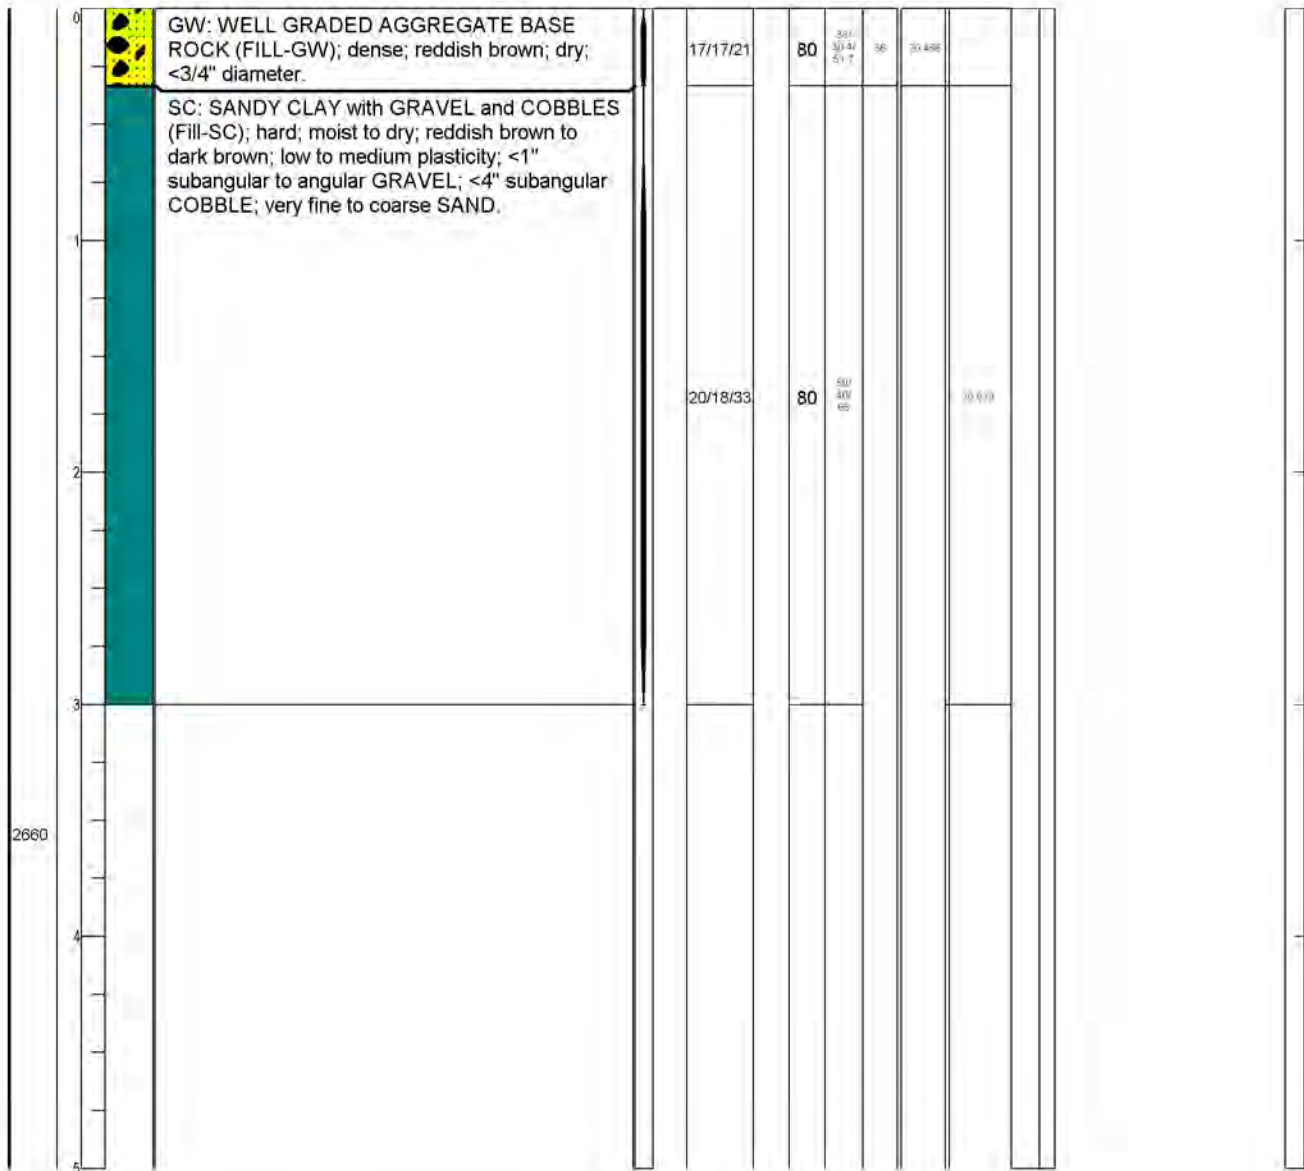 0
GW: WELL GRADED AGGREGATE BASE
ROCK (FILL-GW); dense; reddish brown; dry;
<3/4" diameter.
17/17/21
80
SC: SANDY CLAY with GRAVEL and COBBLES
(Fill-SC); hard; moist to dry; reddish brown to
dark brown; low to medium plasticity; <1"
subangular to angular GRAVEL; <4" subangular
COBBLE; very fine to coarse SAND.
1
20/18/33
80
2
3
2660
4
5